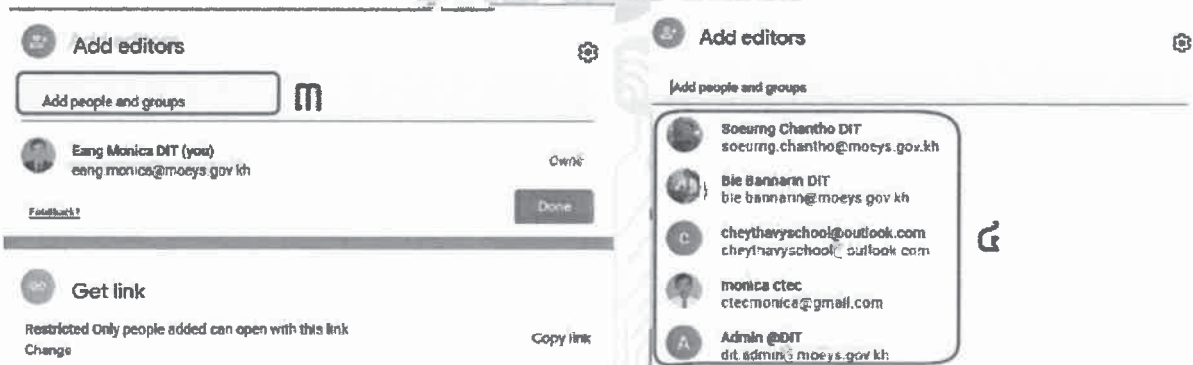 Add editors
Add people and groups
៣
Eang Monica DIT (you)
eang.monica@moeys.gov.kh
Owner
Feedback?
Done
Get link
Restricted Only people added can open with this link
Change
Copy link
Add editors
Add people and groups
Soeurng Chantho DIT
soeurng.chantho@moeys.gov.kh
Bie Bannarin DIT
bie.bannarin@moeys.gov.kh
C
cheythavyschool@outlook.com
cheythavyschool@outlook.com
monica ctec
ctecmonica@gmail.com
A
Admin @DIT
dit.admin@moeys.gov.kh
៤